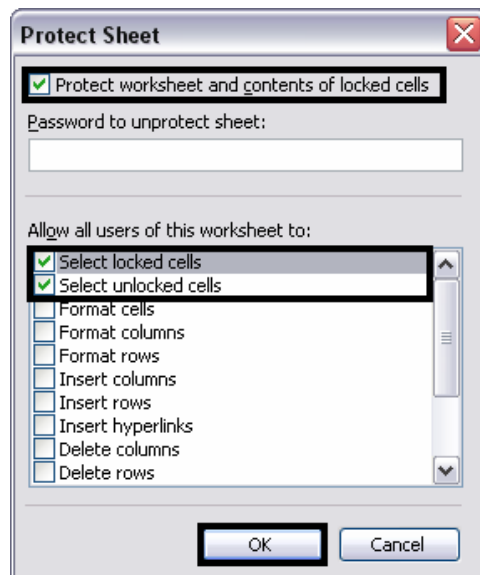 Protect Sheet
Protect worksheet and contents of locked cells
Password to unprotect sheet:
Allow all users of this worksheet to:
Select locked cells
Select unlocked cells
Format cells
Format columns
Format rows
Insert columns
Insert rows
Insert hyperlinks
Delete columns
Delete rows
OK
Cancel